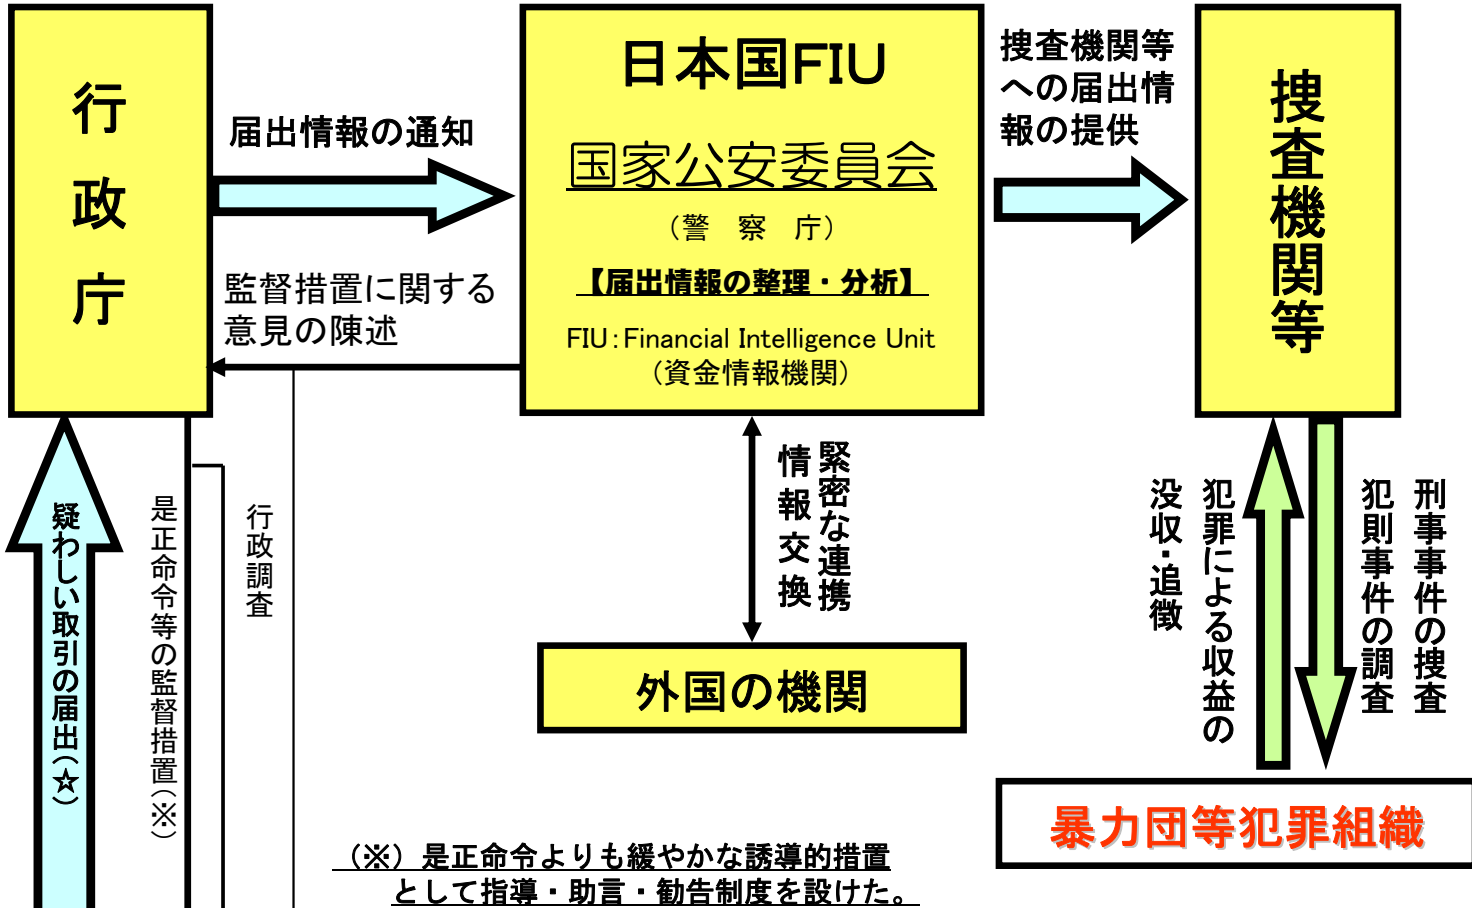 行政庁
届出情報の通知
監督措置に関する
意見の陳述
日本国FIU
国家公安委員会
（警　察　庁）
【届出情報の整理・分析】
FIU：Financial Intelligence Unit
（資金情報機関）
捜査機関等
への届出情
報の提供
捜査機関等
疑わしい取引の届出（☆）
是正命令等の監督措置（※）
行政調査
緊密な連携
情報交換
外国の機関
犯罪による収益の
没収・追徴
刑事事件の捜査
犯則事件の調査
暴力団等犯罪組織
（※）是正命令よりも緩やかな誘導的措置
として指導・助言・勧告制度を設けた。